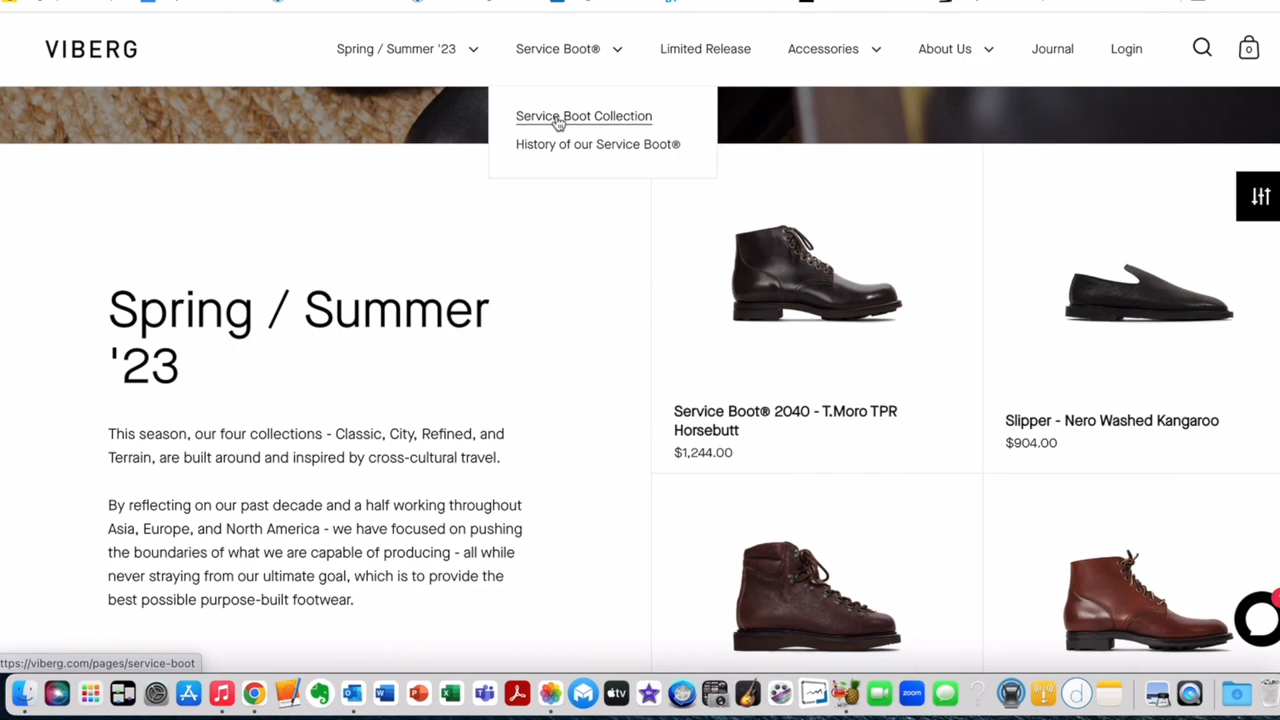 VIBERG
Spring / Summer '23
Service Boot®
Limited Release
Accessories
About Us
Journal
Login
0
Service Boot Collection
History of our Service Boot®
Spring / Summer
'23
This season, our four collections - Classic, City, Refined, and
Terrain, are built around and inspired by cross-cultural travel.
By reflecting on our past decade and a half working throughout
Asia, Europe, and North America - we have focused on pushing
the boundaries of what we are capable of producing - all while
never straying from our ultimate goal, which is to provide the
best possible purpose-built footwear.
Service Boot® 2040 - T.Moro TPR
Horsebutt
$1,244.00
Slipper - Nero Washed Kangaroo
$904.00
ttps://viberg.com/pages/service-boot
tv
zoom